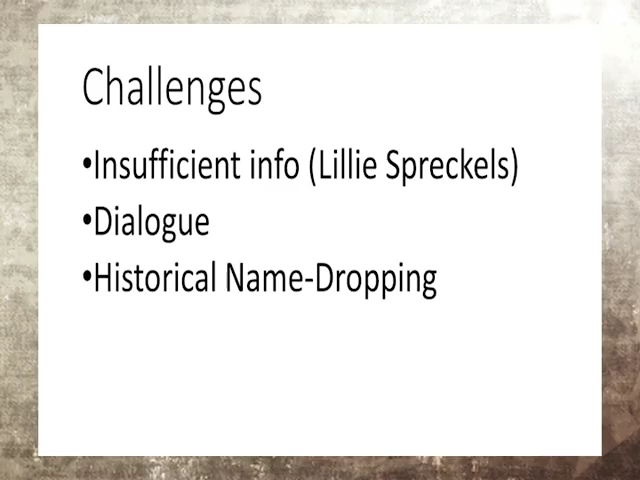 Challenges
•Insufficient info (Lillie Spreckels)
•Dialogue
•Historical Name-Dropping